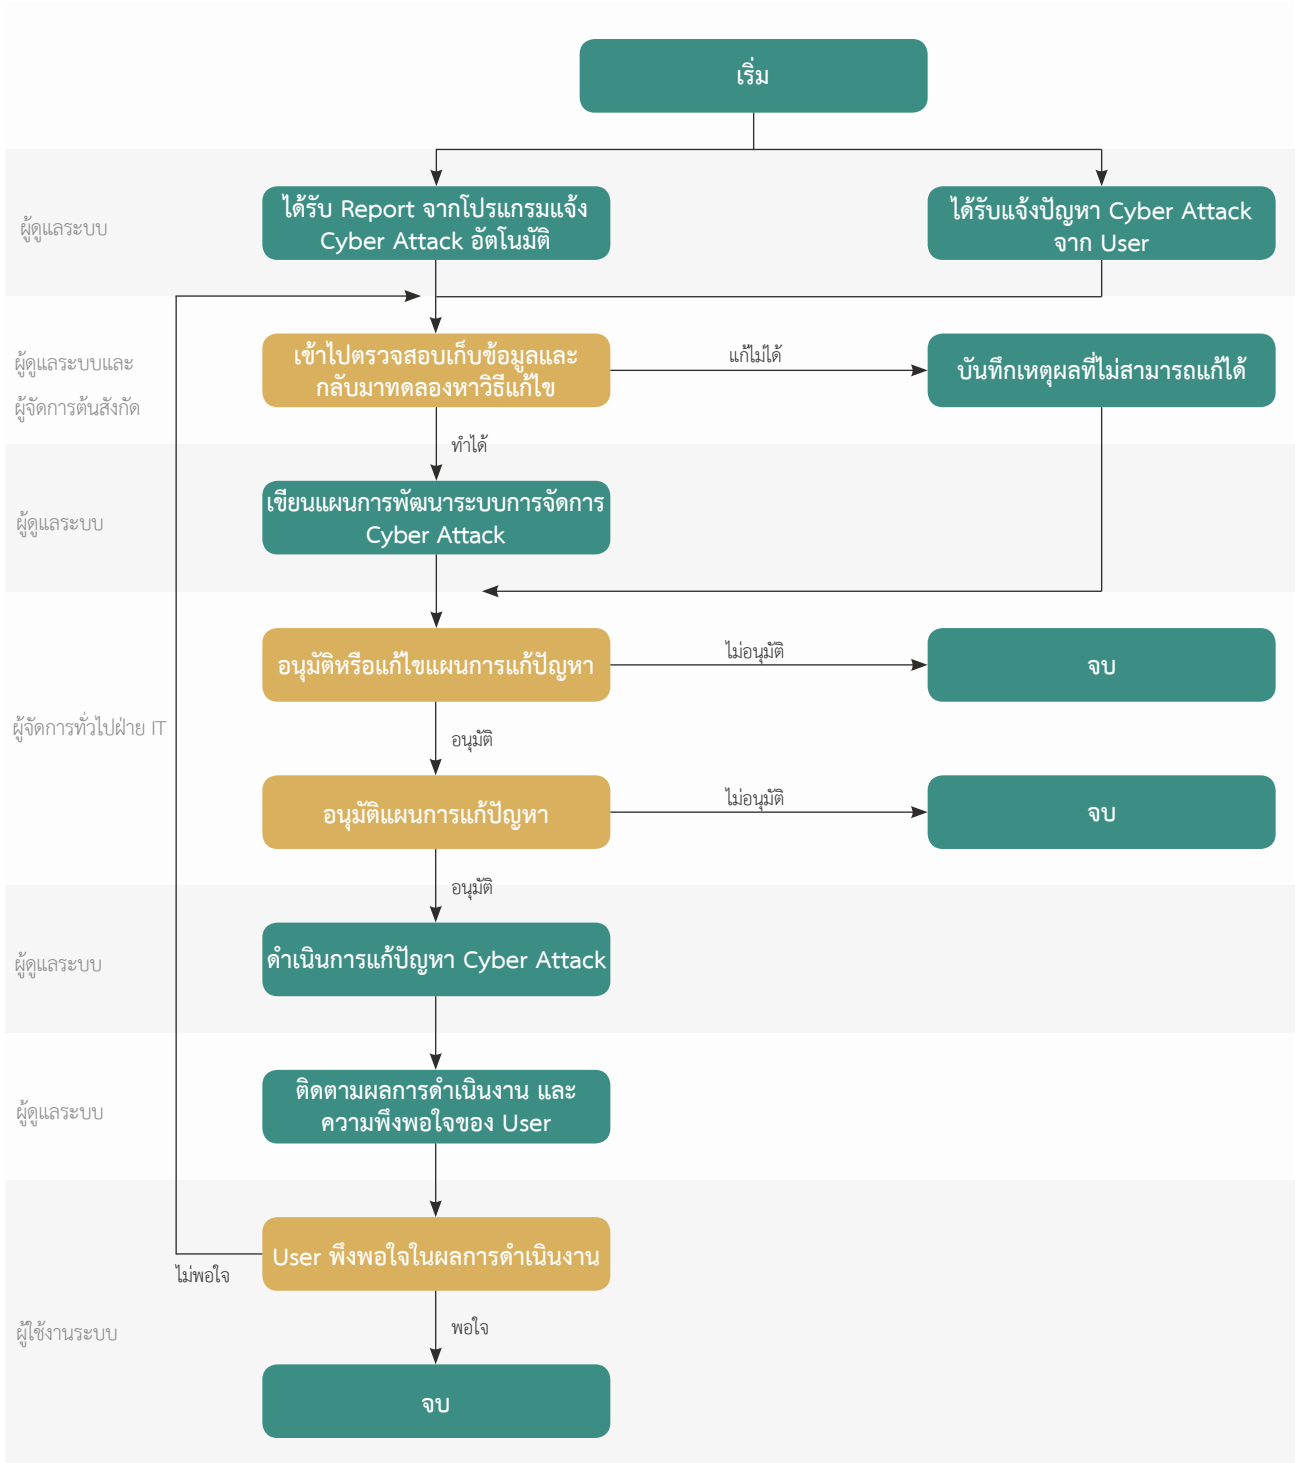 เริ่ม
ผู้ดูแลระบบ
ได้รับ Report จากโปรแกรมแจ้ง
Cyber Attack อัตโนมัติ
ได้รับแจ้งปัญหา Cyber Attack
จาก User
ผู้ดูแลระบบและ
ผู้จัดการต้นสังกัด
เข้าไปตรวจสอบเก็บข้อมูลและ
กลับมาทดลองหาวิธีแก้ไข
แก้ไม่ได้
บันทึกเหตุผลที่ไม่สามารถแก้ได้
ทำได้
ผู้ดูแลระบบ
เขียนแผนการพัฒนาระบบการจัดการ
Cyber Attack
ผู้จัดการทั่วไปฝ่าย IT
อนุมัติหรือแก้ไขแผนการแก้ปัญหา
ไม่อนุมัติ
จบ
อนุมัติ
อนุมัติแผนการแก้ปัญหา
ไม่อนุมัติ
จบ
อนุมัติ
ผู้ดูแลระบบ
ดำเนินการแก้ปัญหา Cyber Attack
ผู้ดูแลระบบ
ติดตามผลการดำเนินงาน และ
ความพึงพอใจของ User
User พึงพอใจในผลการดำเนินงาน
ไม่พอใจ
ผู้ใช้งานระบบ
พอใจ
จบ